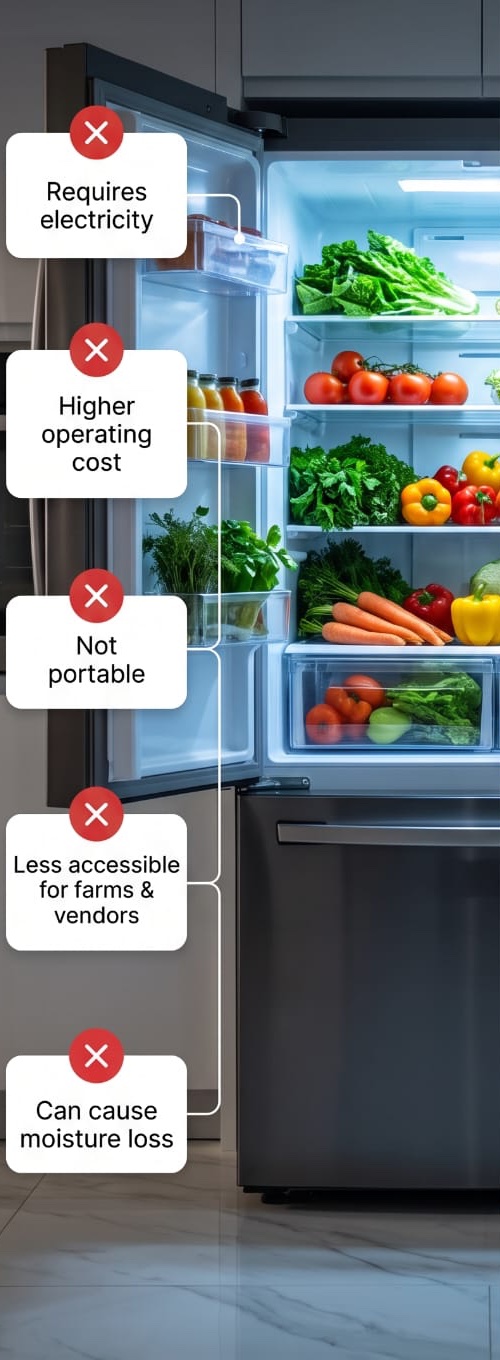 Requires
electricity
Higher
operating
cost
Not
portable
Less accessible
for farms &
vendors
Can cause
moisture loss